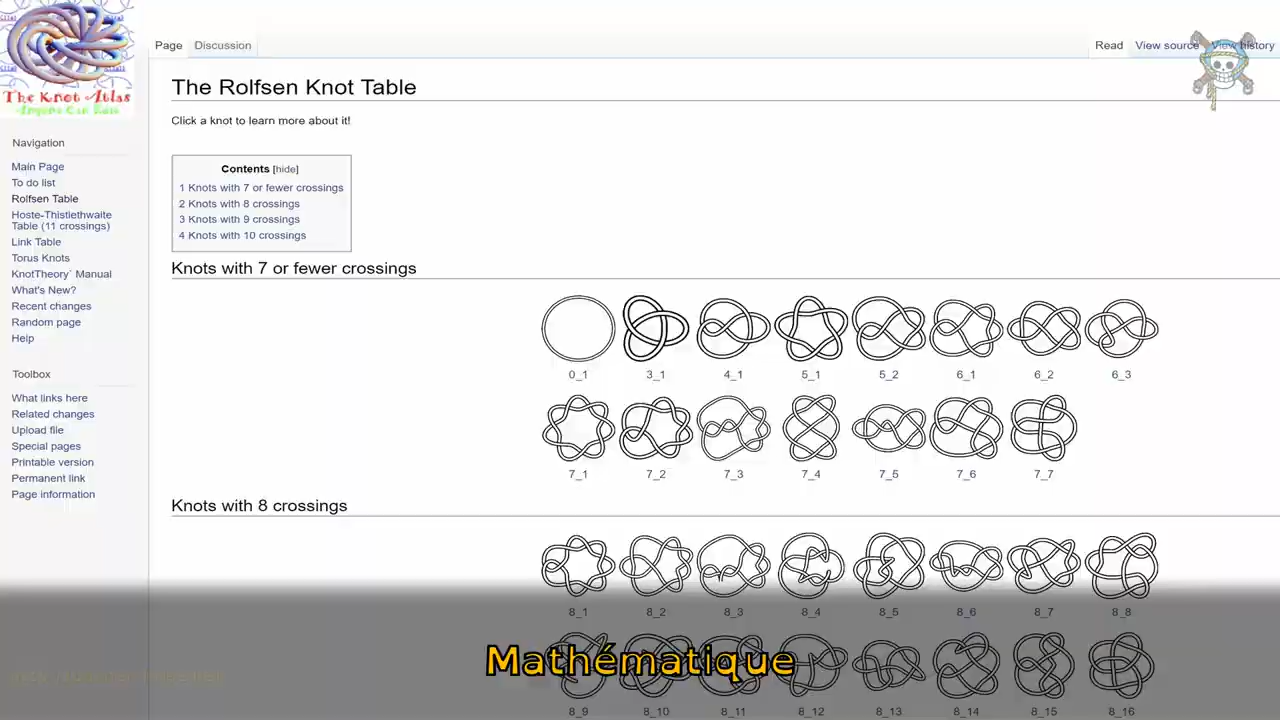 Page
Discussion
Read
View source
View history
The Knot Atlas
Anyone Can Edit
The Rolfsen Knot Table
Click a knot to learn more about it!
Contents [hide]
1 Knots with 7 or fewer crossings
2 Knots with 8 crossings
3 Knots with 9 crossings
4 Knots with 10 crossings
Navigation
Main Page
To do list
Rolfsen Table
Hoste-Thistlethwaite
Table (11 crossings)
Link Table
Torus Knots
KnotTheory` Manual
What's New?
Recent changes
Random page
Help
Toolbox
What links here
Related changes
Upload file
Special pages
Printable version
Permanent link
Page information
Knots with 7 or fewer crossings
0_1 3_1 4_1 5_1 5_2 6_1 6_2 6_3
7_1 7_2 7_3 7_4 7_5 7_6 7_7
Knots with 8 crossings
8_1 8_2 8_3 8_4 8_5 8_6 8_7 8_8
Mathématique
8_9 8_10 8_11 8_12 8_13 8_14 8_15 8_16